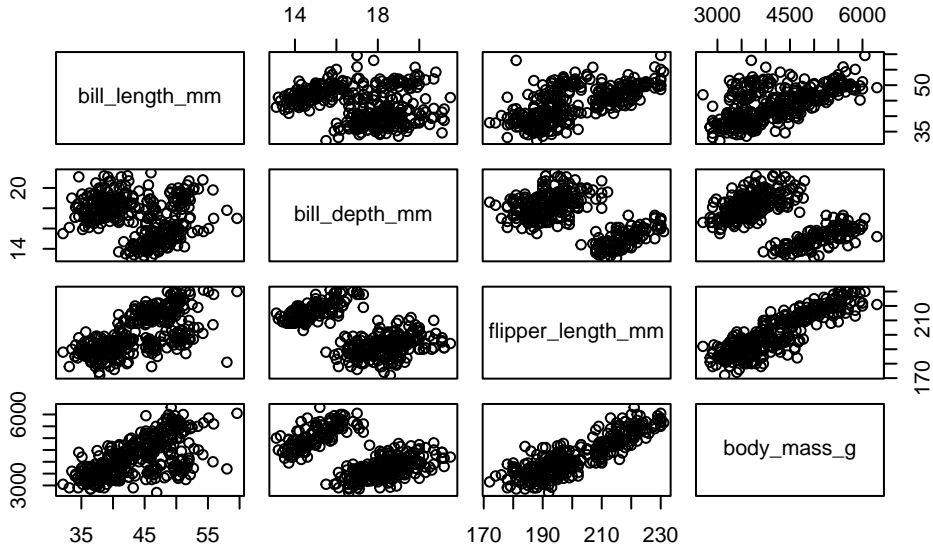 14 18
3000 4500 6000
bill_length_mm
35 50
14 20
bill_depth_mm
flipper_length_mm
170 210
3000 6000
body_mass_g
35 45 55
170 190 210 230